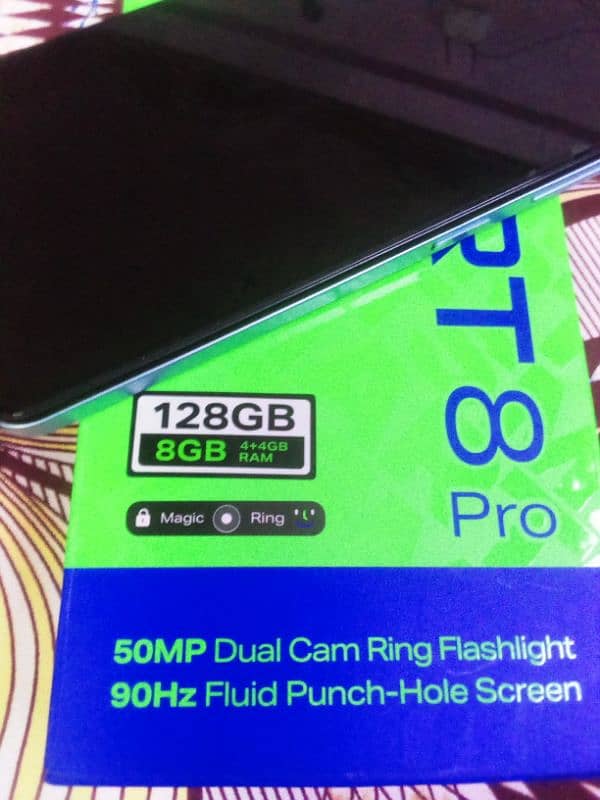 RT 8
Pro
128GB
8GB 4+4GB RAM
Magic Ring
50MP Dual Cam Ring Flashlight
90Hz Fluid Punch-Hole Screen